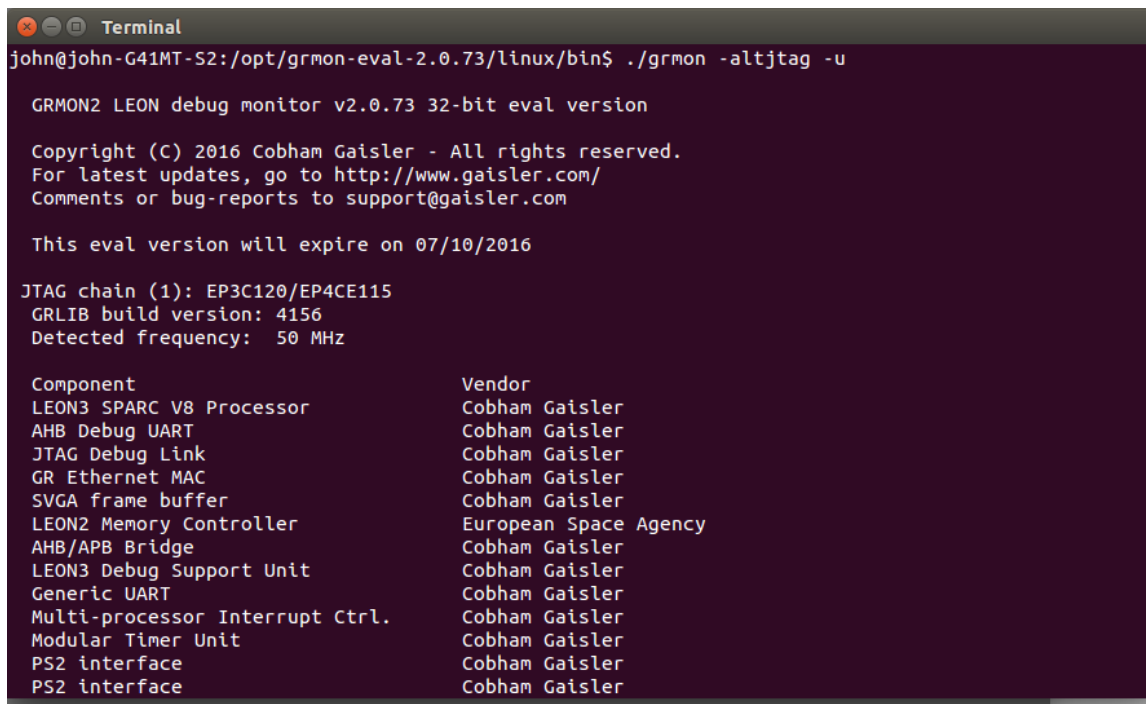 Terminal
john@john-G41MT-S2:/opt/grmon-eval-2.0.73/linux/bin$ ./grmon -altjtag -u
GRMON2 LEON debug monitor v2.0.73 32-bit eval version
Copyright (C) 2016 Cobham Gaisler - All rights reserved.
For latest updates, go to http://www.gaisler.com/
Comments or bug-reports to support@gaisler.com
This eval version will expire on 07/10/2016
JTAG chain (1): EP3C120/EP4CE115
GRLIB build version: 4156
Detected frequency:  50 MHz
Component                            Vendor
LEON3 SPARC V8 Processor             Cobham Gaisler
AHB Debug UART                       Cobham Gaisler
JTAG Debug Link                      Cobham Gaisler
GR Ethernet MAC                      Cobham Gaisler
SVGA frame buffer                    Cobham Gaisler
LEON2 Memory Controller              European Space Agency
AHB/APB Bridge                       Cobham Gaisler
LEON3 Debug Support Unit             Cobham Gaisler
Generic UART                         Cobham Gaisler
Multi-processor Interrupt Ctrl.      Cobham Gaisler
Modular Timer Unit                   Cobham Gaisler
PS2 interface                        Cobham Gaisler
PS2 interface                        Cobham Gaisler